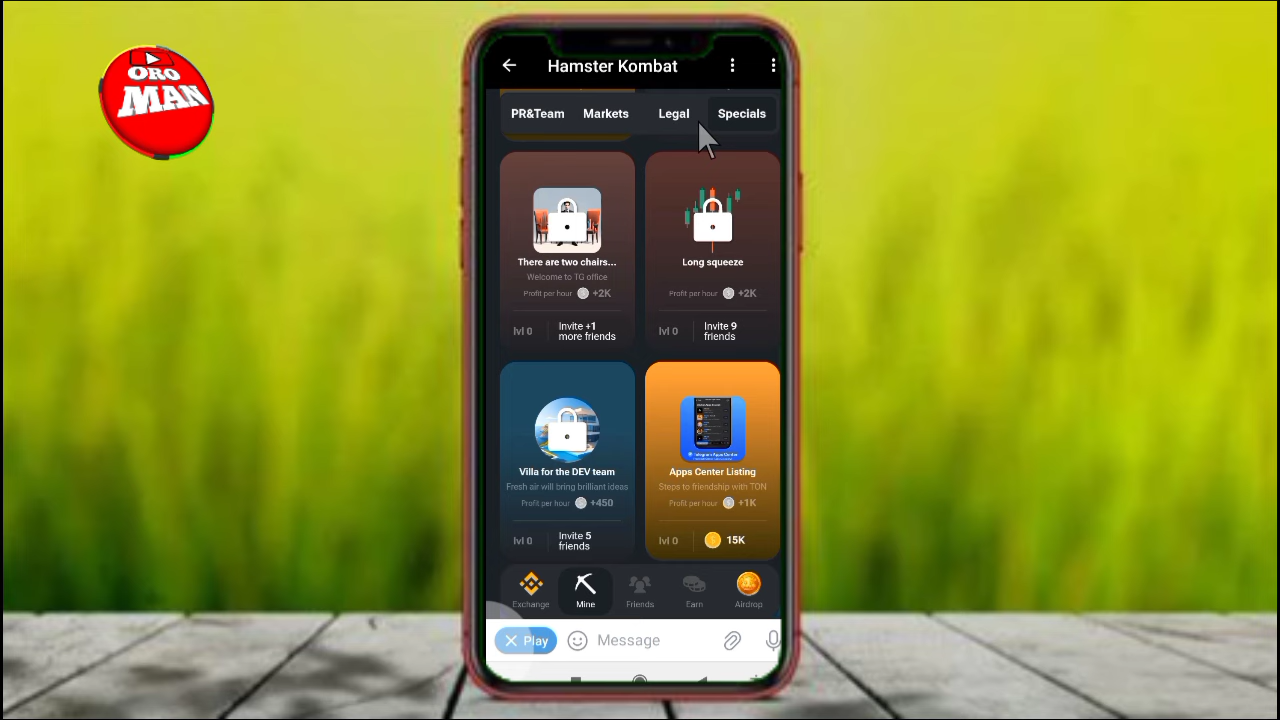 ORO
MAN
Hamster Kombat
PR&Team
Markets
Legal
Specials
There are two chairs...
Welcome to TG office
Profit per hour +2K
lvl 0
Invite +1
more friends
Long squeeze
Profit per hour +2K
lvl 0
Invite 9
friends
Villa for the DEV team
Fresh air will bring brilliant ideas
Profit per hour +450
lvl 0
Invite 5
friends
Telegram Apps Center
Apps Center Listing
Steps to friendship with TON
Profit per hour +1K
lvl 0
15K
Exchange
Mine
Friends
Earn
Airdrop
Play
Message